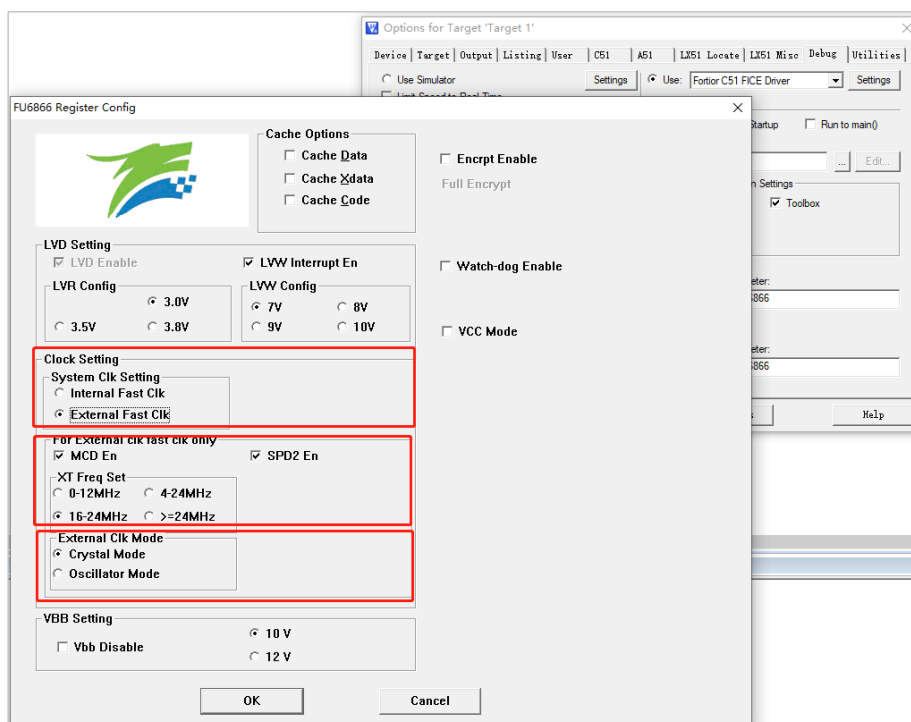 Options for Target 'Target 1'
Device Target Output Listing User C51 A51 LX51 Locate LX51 Misc Debug Utilities
Use Simulator Settings Use: Fortior C51 FICE Driver Settings
Limit Speed to Real-Time
Startup Run to main()
... Edit...
Settings
Toolbox
eter:
6866
eter:
866
Help
FU6866 Register Config
Cache Options
Cache Data
Cache Xdata
Cache Code
Encrpt Enable
Full Encrypt
LVD Setting
LVD Enable LVW Interrupt En
Watch-dog Enable
LVR Config LVW Config
3.0V
7V 8V
3.5V 3.8V
9V 10V
VCC Mode
Clock Setting
System Clk Setting
Internal Fast Clk
External Fast Clk
For External clk fast clk only
MCD En SPD2 En
XT Freq Set
0-12MHz 4-24MHz
16-24MHz >=24MHz
External Clk Mode
Crystal Mode
Oscillator Mode
VBB Setting
Vbb Disable
10 V
12 V
OK Cancel